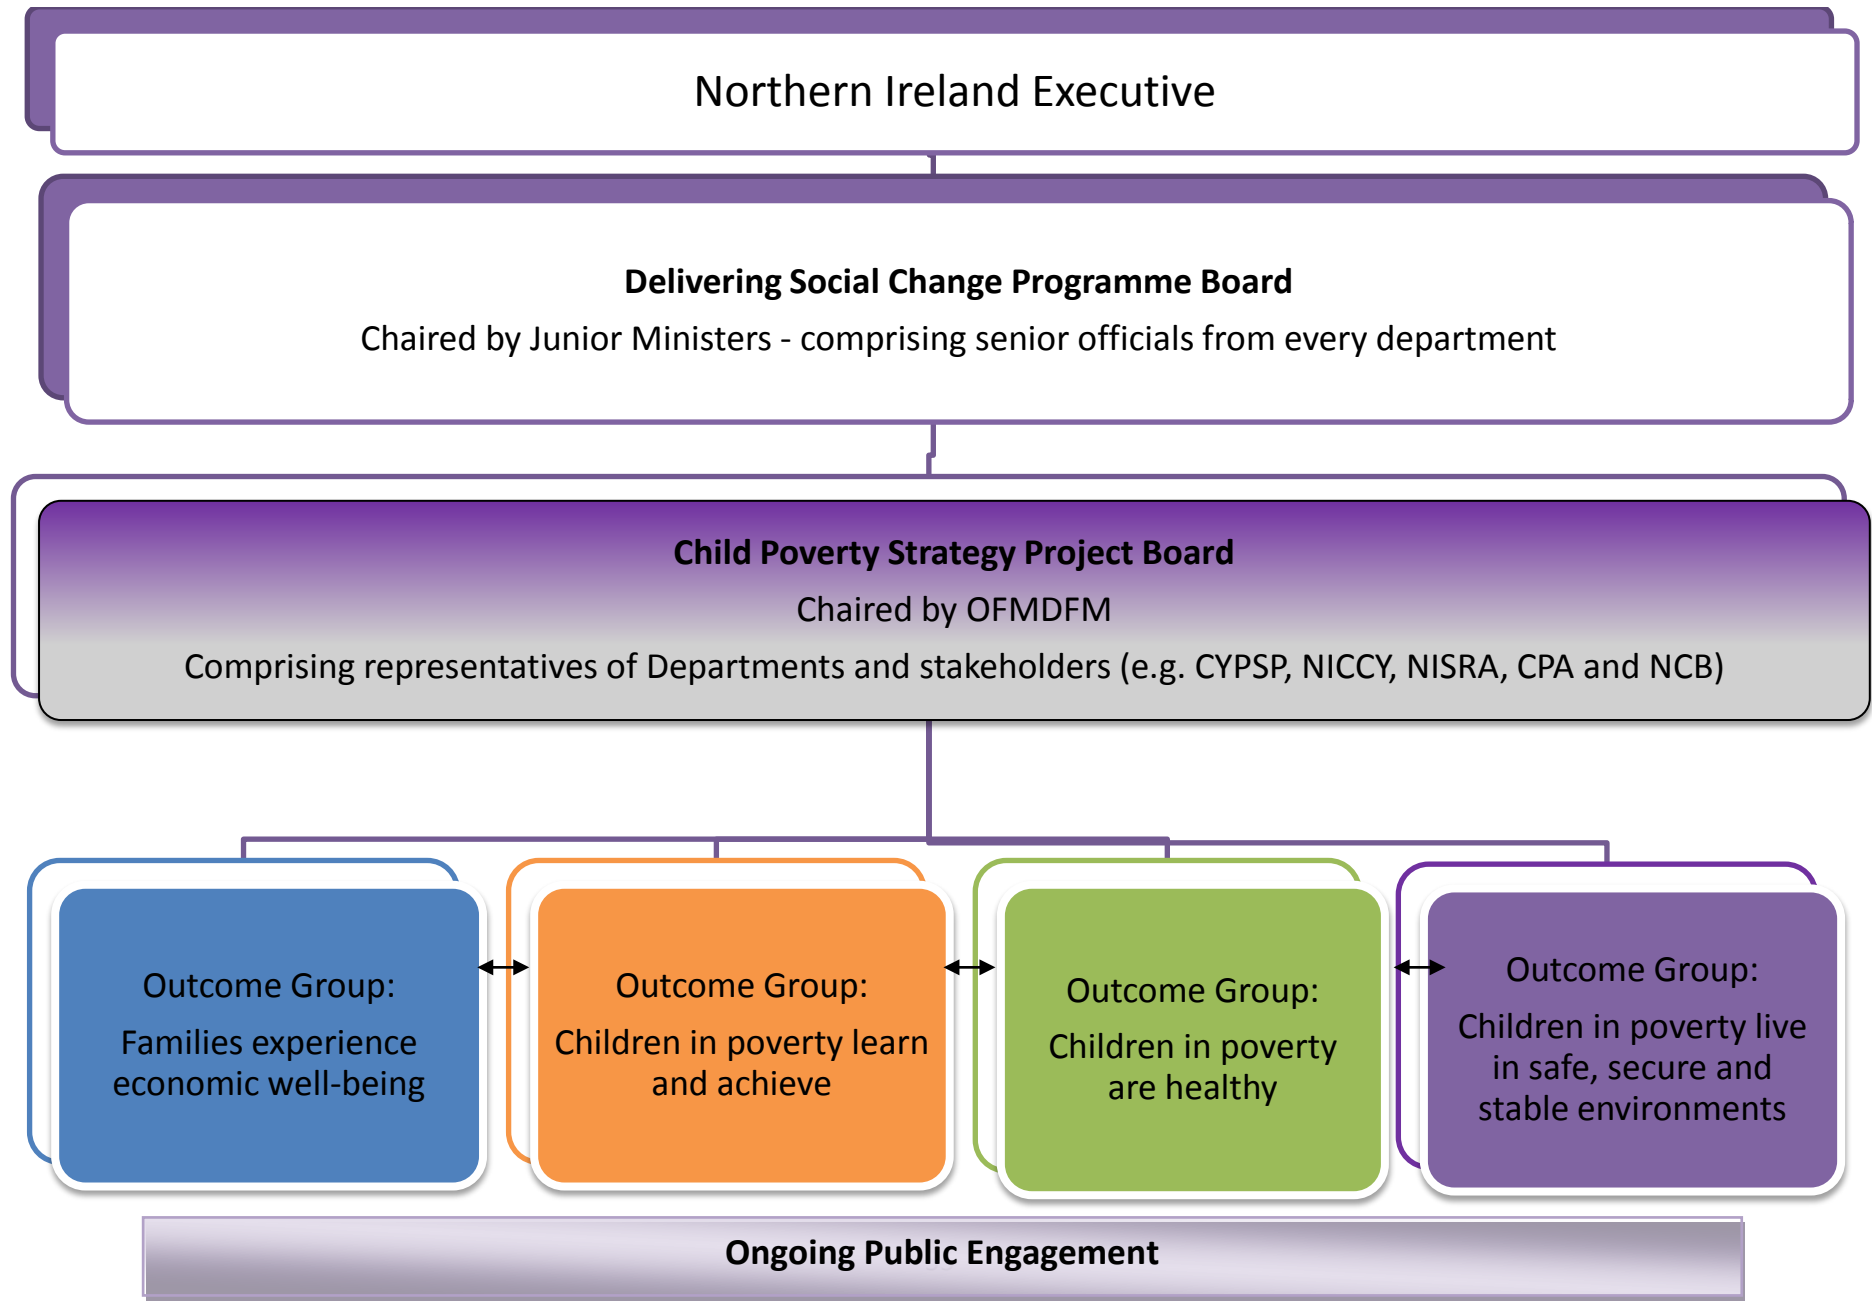 Northern Ireland Executive
Delivering Social Change Programme Board
Chaired by Junior Ministers - comprising senior officials from every department
Child Poverty Strategy Project Board
Chaired by OFMDFM
Comprising representatives of Departments and stakeholders (e.g. CYPSP, NICCY, NISRA, CPA and NCB)
Outcome Group:
Families experience
economic well-being
Outcome Group:
Children in poverty learn
and achieve
Outcome Group:
Children in poverty
are healthy
Outcome Group:
Children in poverty live
in safe, secure and
stable environments
Ongoing Public Engagement